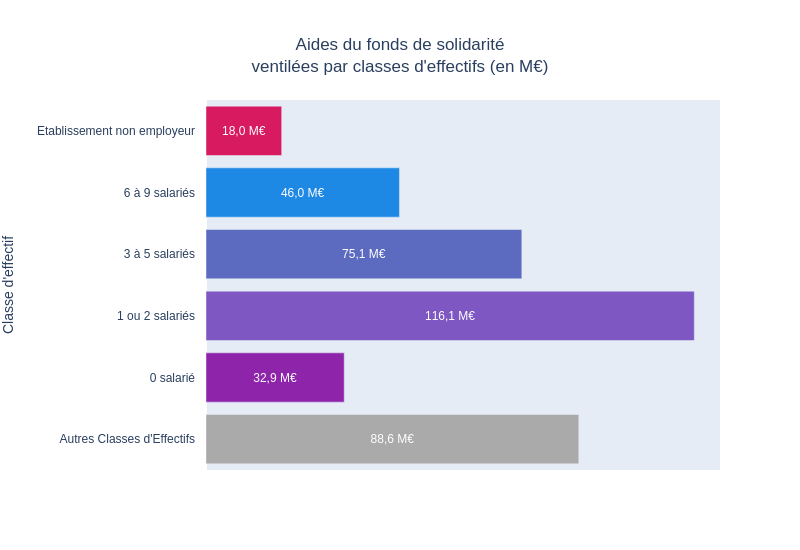 Aides du fonds de solidarité
ventilées par classes d'effectifs (en M€)
Etablissement non employeur
18,0 M€
6 à 9 salariés
46,0 M€
3 à 5 salariés
75,1 M€
1 ou 2 salariés
116,1 M€
0 salarié
32,9 M€
Autres Classes d'Effectifs
88,6 M€
Classe d'effectif